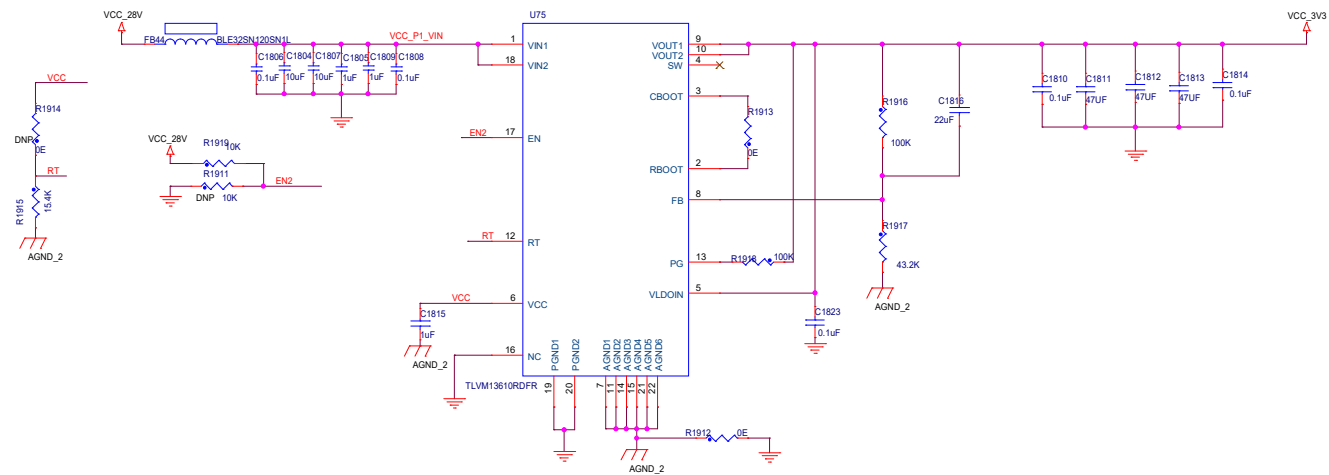 VCC_28V
FB44
BLE32SN120SN1L
VCC_P1_VIN
C1806
0.1uF
C1804
10uF
C1807
10uF
C1805
1uF
C1809
1uF
C1808
0.1uF
VCC
R1914
DNP
0E
RT
R1915
15.4K
AGND_2
VCC_28V
R1919
10K
R1911
DNP
10K
EN2
U75
1
VIN1
18
VIN2
EN2
17
EN
RT
12
RT
VCC
6
VCC
C1815
1uF
AGND_2
16
NC
TLVM13610RDFR
PGND1
PGND2
AGND1
AGND2
AGND3
AGND4
AGND5
AGND6
19
20
7
11
14
15
21
22
VOUT1
9
VOUT2
10
SW
4
CBOOT
3
RBOOT
2
FB
8
PG
13
VLDOIN
5
R1913
0E
R1918
100K
C1823
0.1uF
R1916
100K
C1816
22uF
R1917
43.2K
AGND_2
R1912
0E
AGND_2
VCC_3V3
C1810
0.1uF
C1811
47UF
C1812
47UF
C1813
47UF
C1814
0.1uF